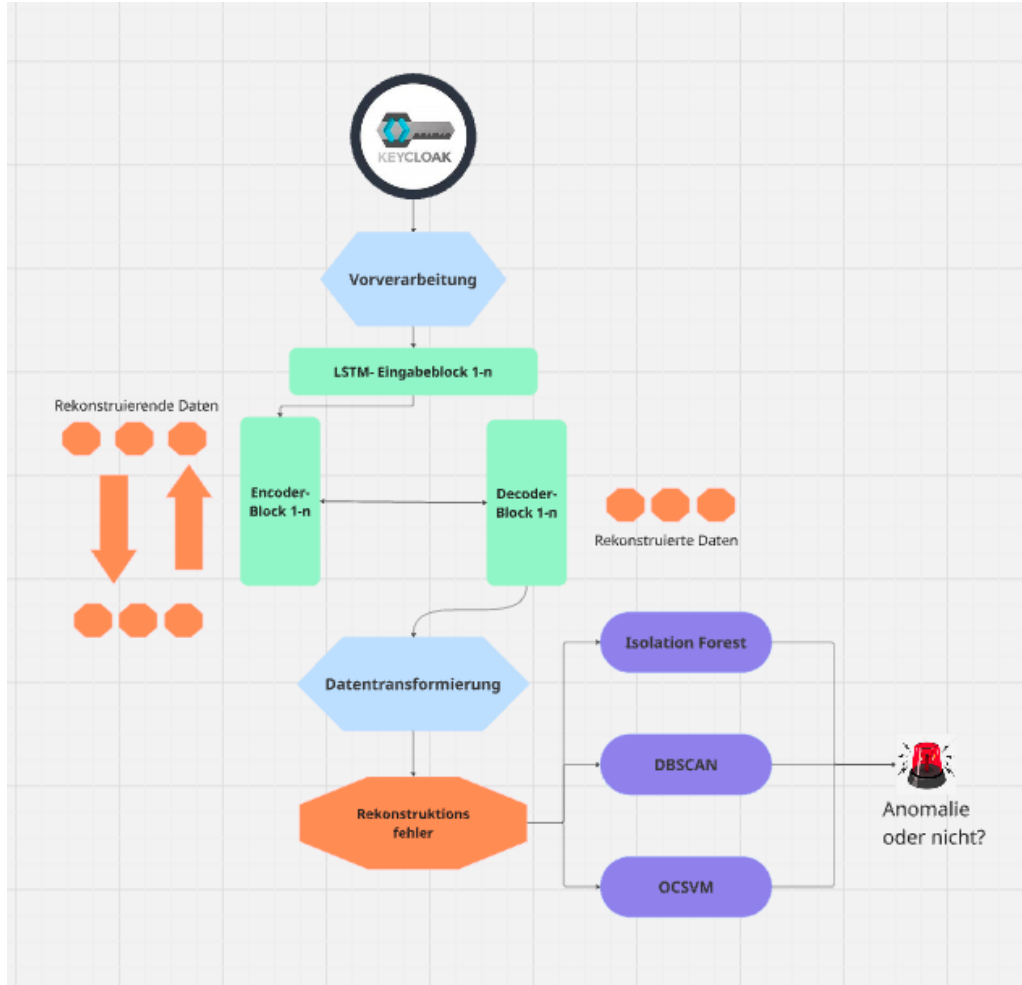 KEYCLOAK
Vorverarbeitung
LSTM- Eingabeblock 1-n
Rekonstruierende Daten
Encoder-
Block 1-n
Decoder-
Block 1-n
Rekonstruierte Daten
Datentransformierung
Isolation Forest
DBSCAN
Rekonstruktions
fehler
OCSVM
Anomalie
oder nicht?